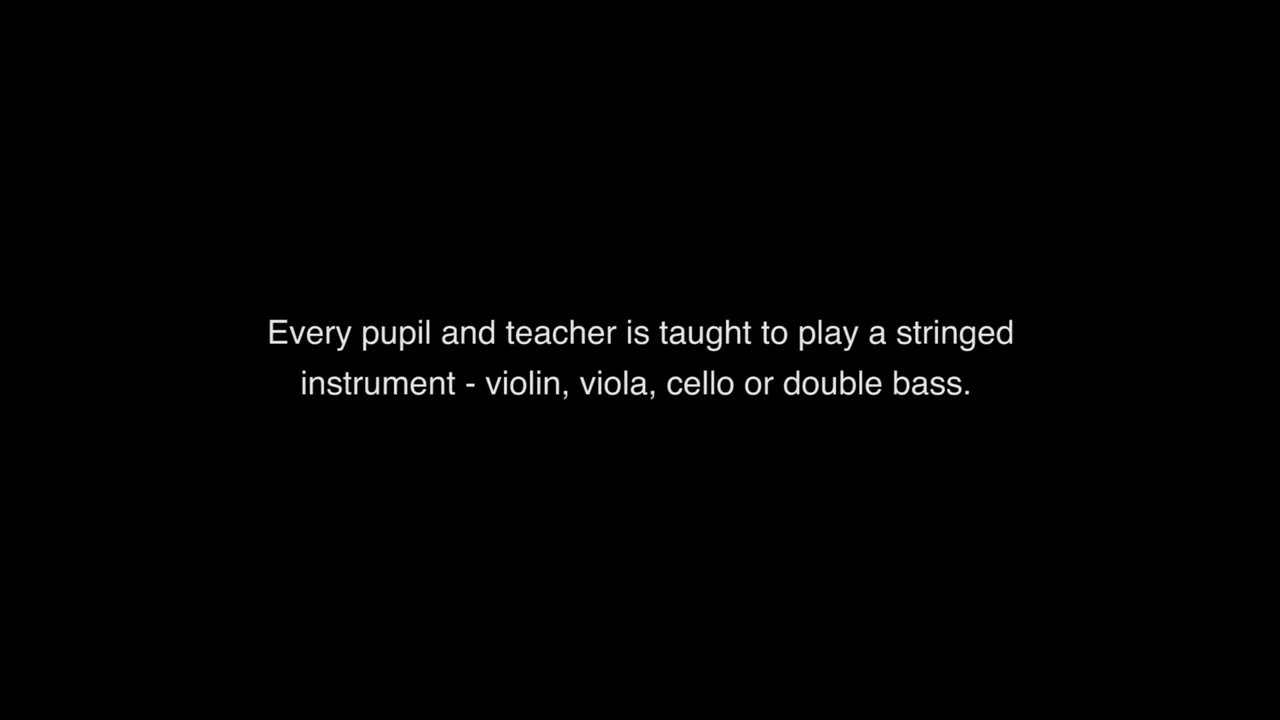 Every pupil and teacher is taught to play a stringed
instrument - violin, viola, cello or double bass.